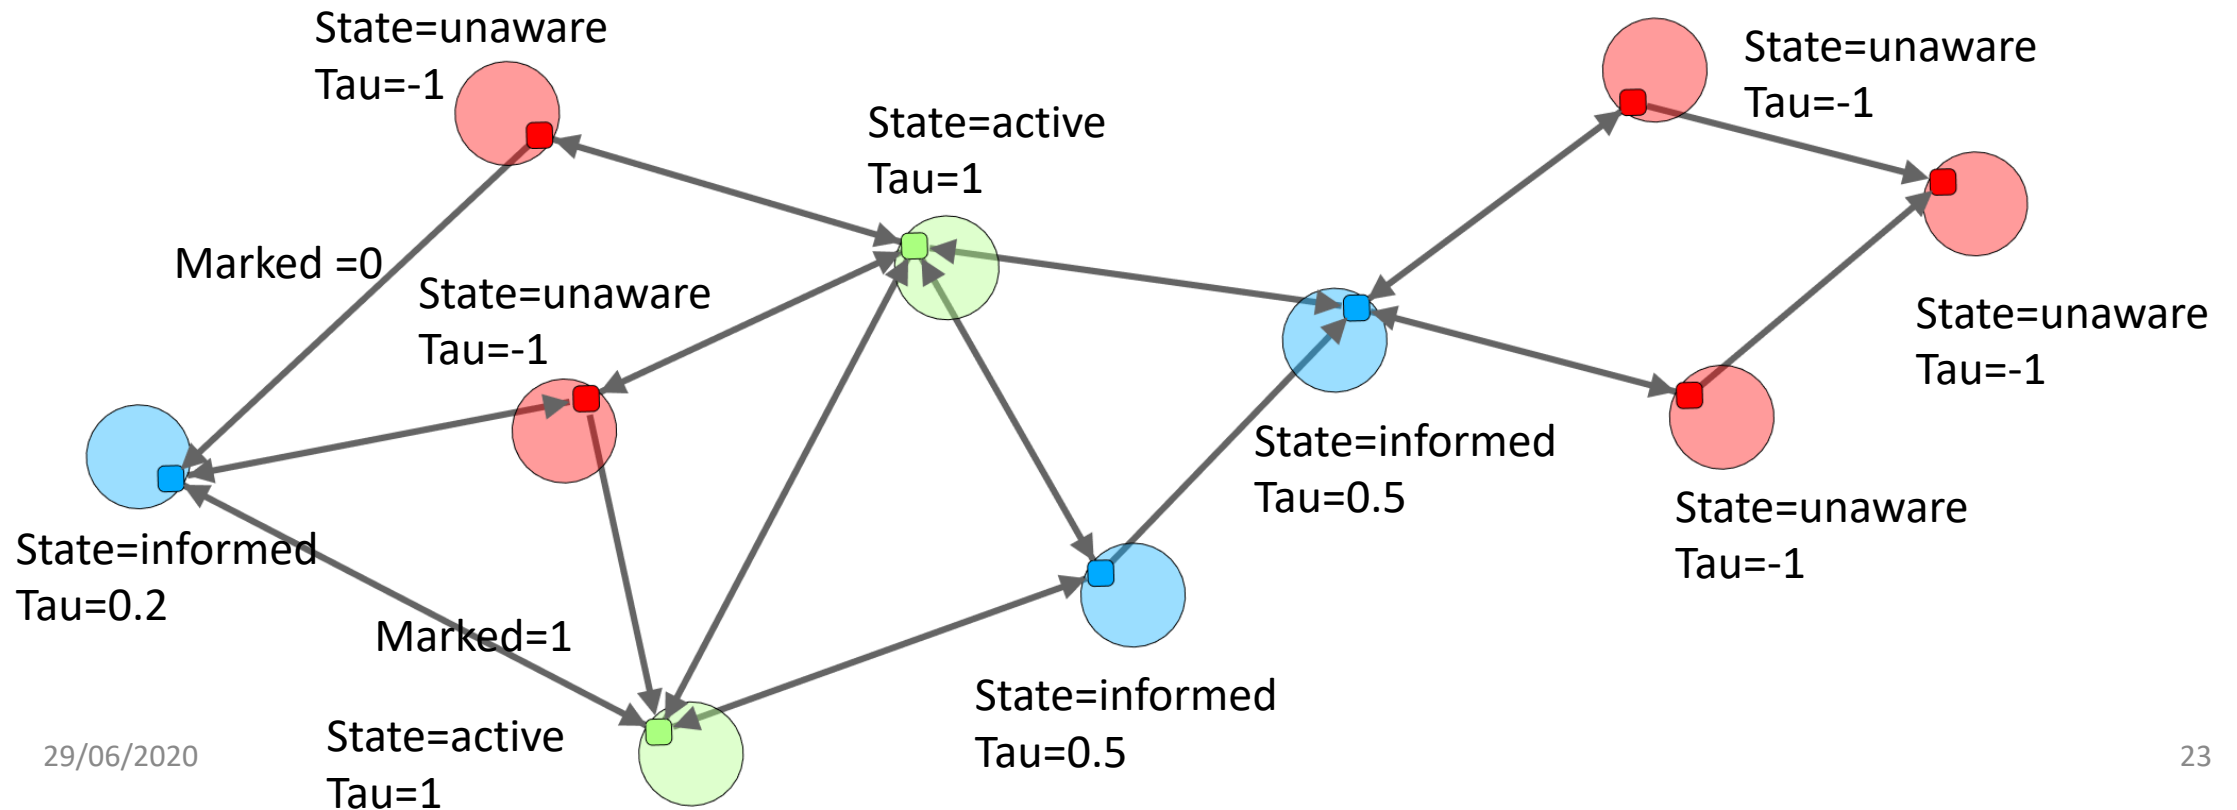 State=unaware
Tau=-1
State=unaware
Tau=-1
State=active
Tau=1
Marked =0
State=unaware
Tau=-1
State=unaware
Tau=-1
State=informed
Tau=0.5
State=unaware
Tau=-1
State=informed
Tau=0.2
Marked=1
State=informed
Tau=0.5
State=active
Tau=1
29/06/2020
23